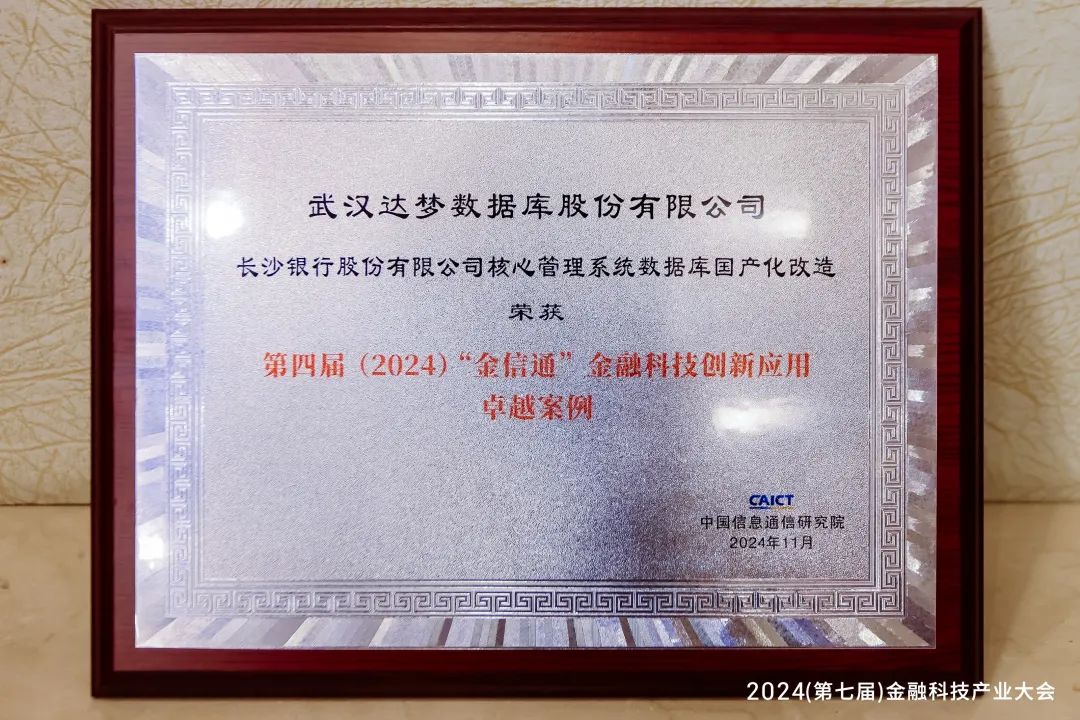 武汉达梦数据库股份有限公司
长沙银行股份有限公司核心管理系统数据库国产化改造
荣获
第四届（2024）“金信通”金融科技创新应用
卓越案例
CAICT
中国信息通信研究院
2024年11月
2024(第七届)金融科技产业大会